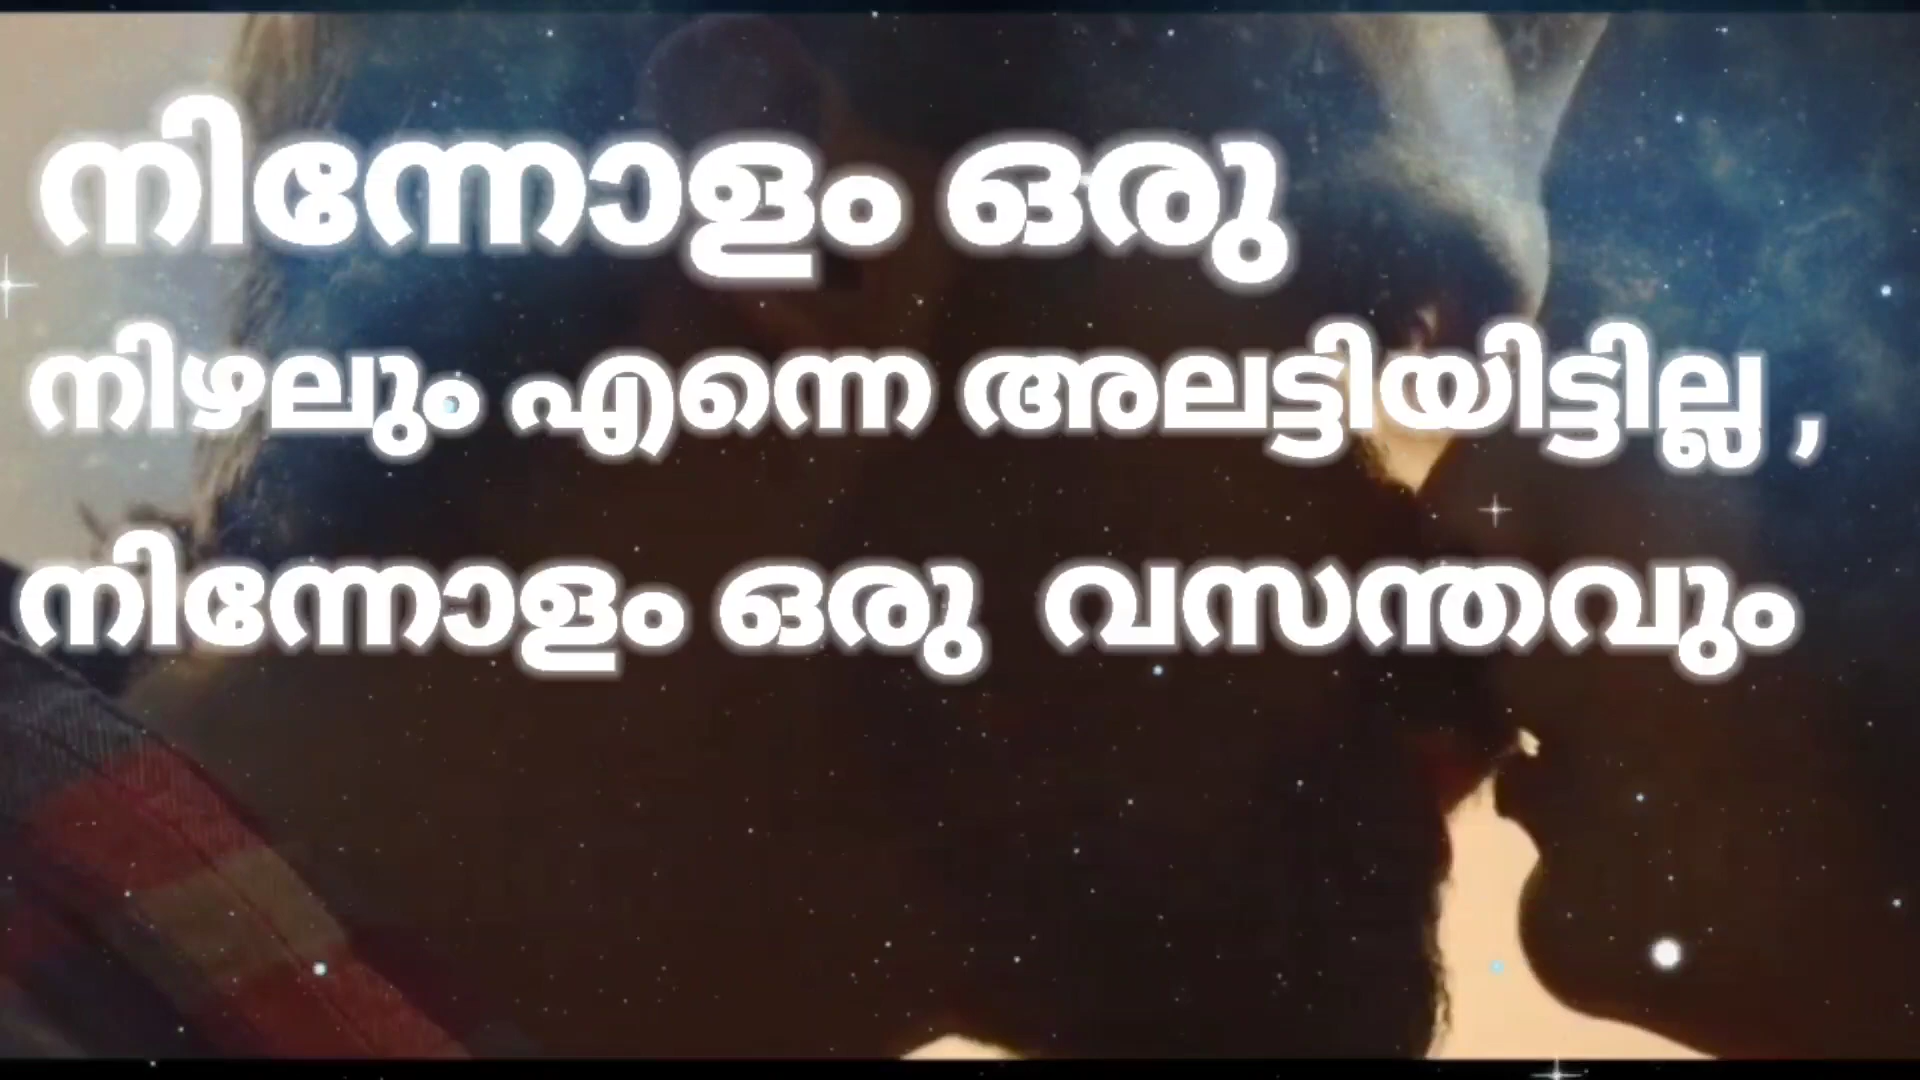 നിന്നോളം ഒരു
നിഴലും എന്നെ അലട്ടിയിട്ടില്ല ,
നിന്നോളം ഒരു വസന്തവും